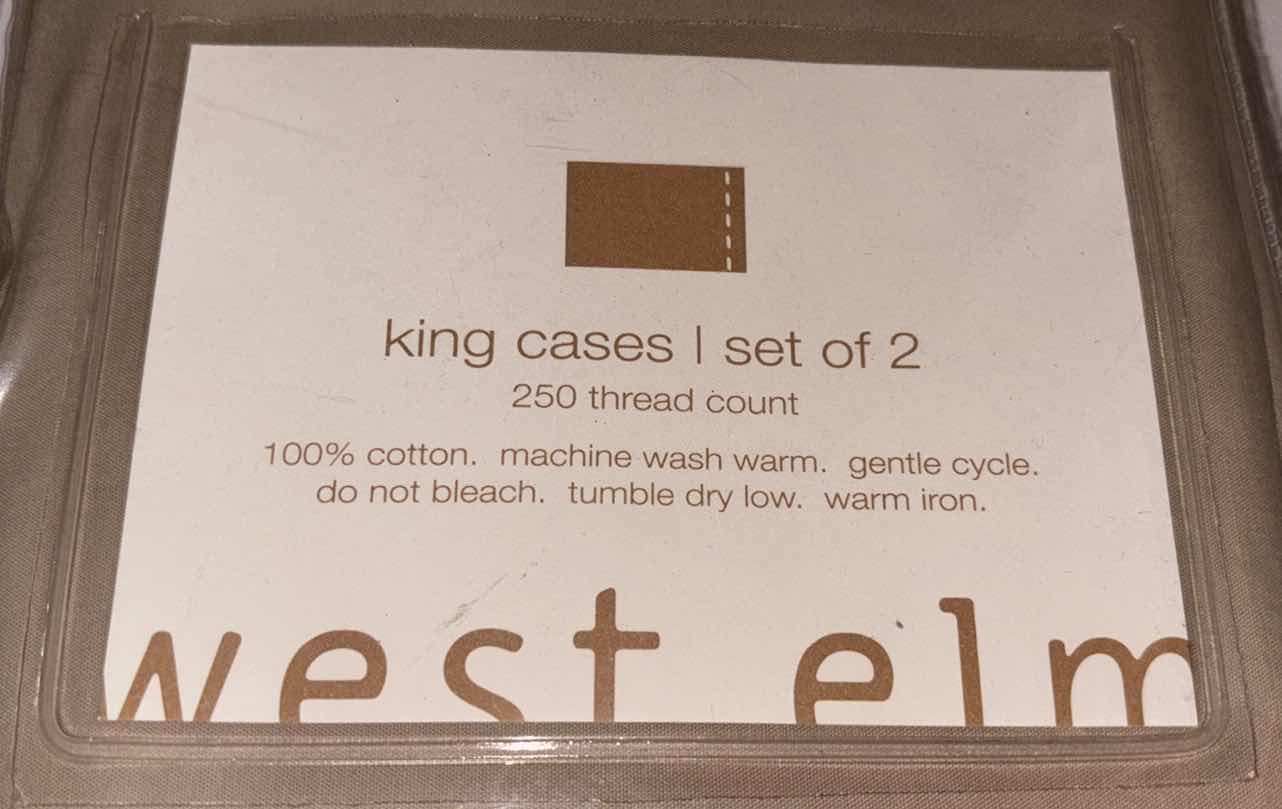 king cases | set of 2
250 thread count
100% cotton. machine wash warm. gentle cycle.
do not bleach. tumble dry low. warm iron.
west elm